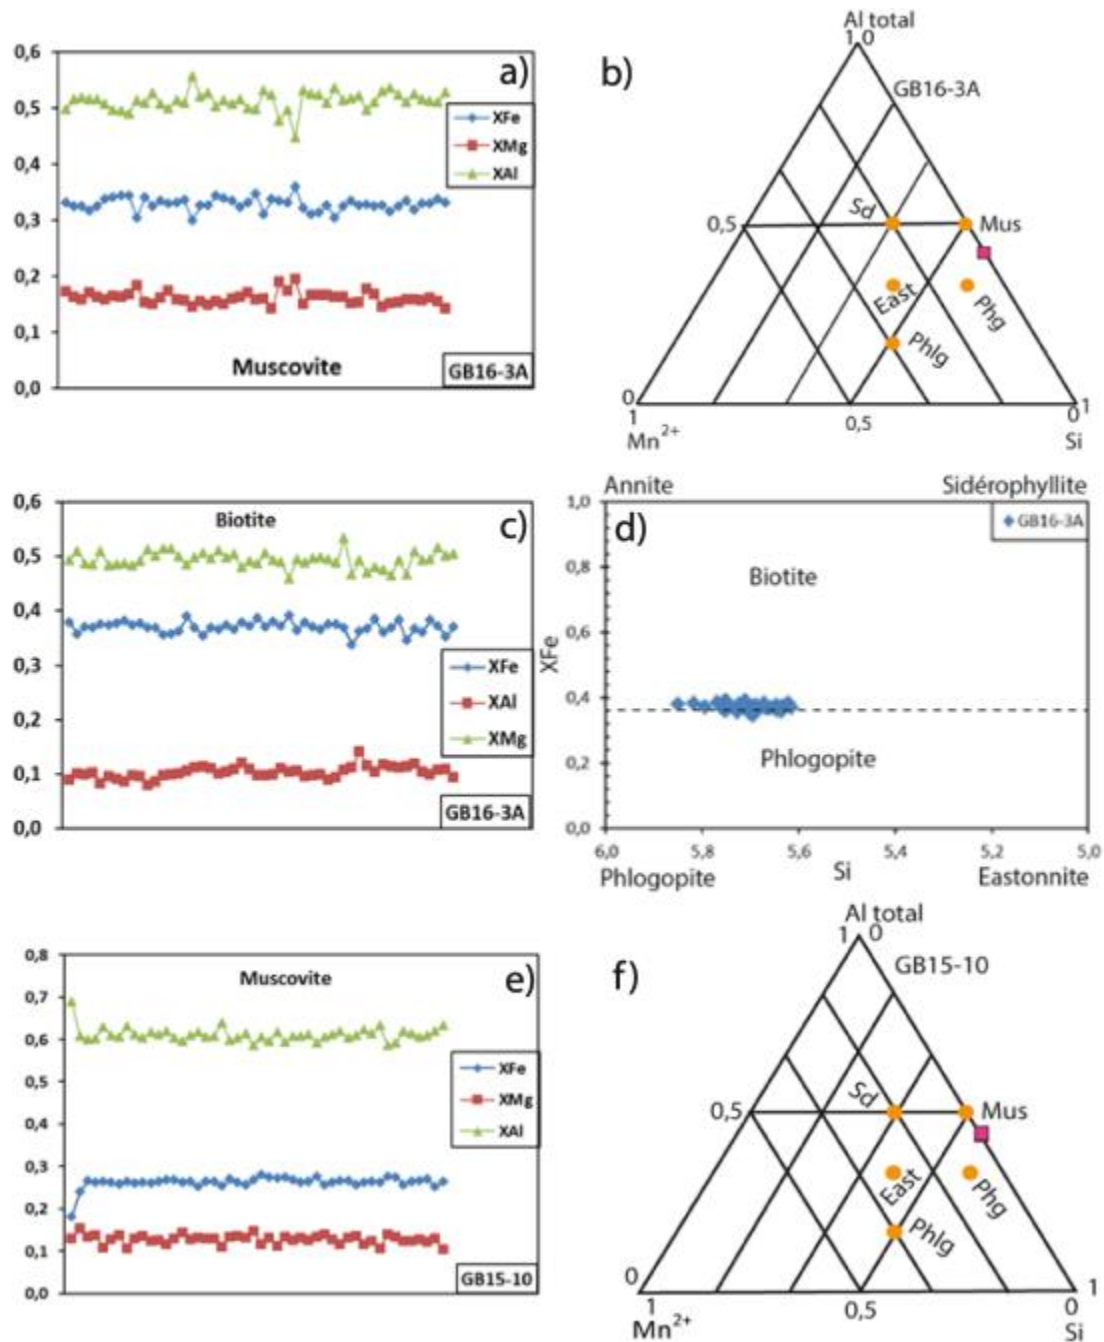 a)
0,6
0,5
0,4
0,3
0,2
0,1
0,0
XFe
XMg
XAl
Muscovite
GB16-3A
b)
Al total
1 0
GB16-3A
Sd
0,5
Mus
East
Phg
Phlg
0
1
0,5
0 1
Mn2+
Si
c)
0,6
0,5
0,4
0,3
0,2
0,1
0,0
Biotite
XFe
XAl
XMg
GB16-3A
Annite
Sidérophyllite
d)
GB16-3A
1,0
0,8
0,6
0,4
0,2
0,0
XFe
Biotite
Phlogopite
6,0 5,8 5,6 5,4 5,2 5,0
Phlogopite
Si
Eastonnite
e)
0,8
0,7
0,6
0,5
0,4
0,3
0,2
0,1
0,0
Muscovite
XFe
XMg
XAl
GB15-10
f)
Al total
1 0
GB15-10
Sd
0,5
Mus
East
Phg
Phlg
0
1
0,5
0 1
Mn2+
Si